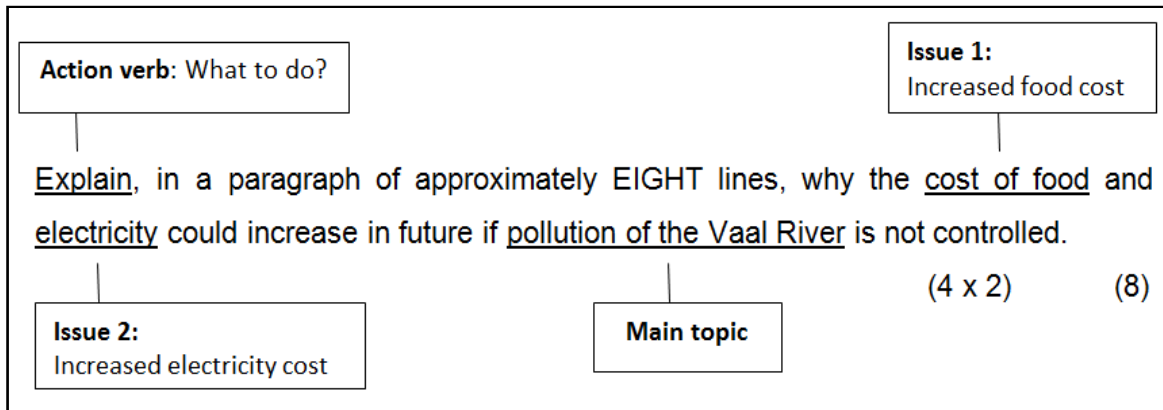 Action verb: What to do?
Issue 1:
Increased food cost
Explain, in a paragraph of approximately EIGHT lines, why the cost of food and
electricity could increase in future if pollution of the Vaal River is not controlled.
(4 x 2) (8)
Issue 2:
Increased electricity cost
Main topic